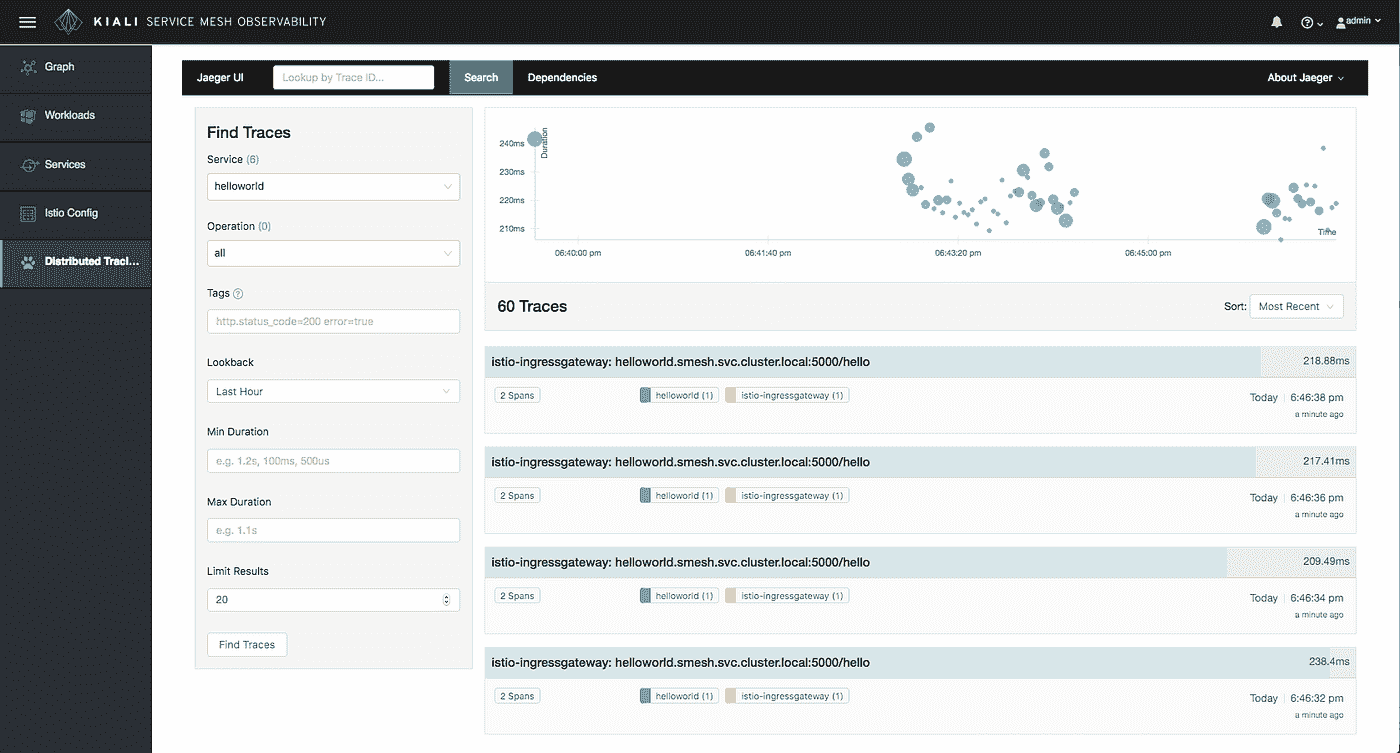 KIALI SERVICE MESH OBSERVABILITY
admin
Graph
Workloads
Services
Istio Config
Distributed Traci...
Jaeger UI
Lookup by Trace ID...
Search
Dependencies
About Jaeger
Find Traces
Service (6)
helloworld
Operation (0)
all
Tags
http.status_code=200 error=true
Lookback
Last Hour
Min Duration
e.g. 1.2s, 100ms, 500us
Max Duration
e.g. 1.1s
Limit Results
20
Find Traces
Duration
240ms
230ms
220ms
210ms
Time
06:40:00 pm
06:41:40 pm
06:43:20 pm
06:45:00 pm
60 Traces
Sort: Most Recent
istio-ingressgateway: helloworld.smesh.svc.cluster.local:5000/hello 218.88ms
2 Spans helloworld (1) istio-ingressgateway (1) Today 6:46:38 pm
a minute ago
istio-ingressgateway: helloworld.smesh.svc.cluster.local:5000/hello 217.41ms
2 Spans helloworld (1) istio-ingressgateway (1) Today 6:46:36 pm
a minute ago
istio-ingressgateway: helloworld.smesh.svc.cluster.local:5000/hello 209.49ms
2 Spans helloworld (1) istio-ingressgateway (1) Today 6:46:34 pm
a minute ago
istio-ingressgateway: helloworld.smesh.svc.cluster.local:5000/hello 238.4ms
2 Spans helloworld (1) istio-ingressgateway (1) Today 6:46:32 pm
a minute ago